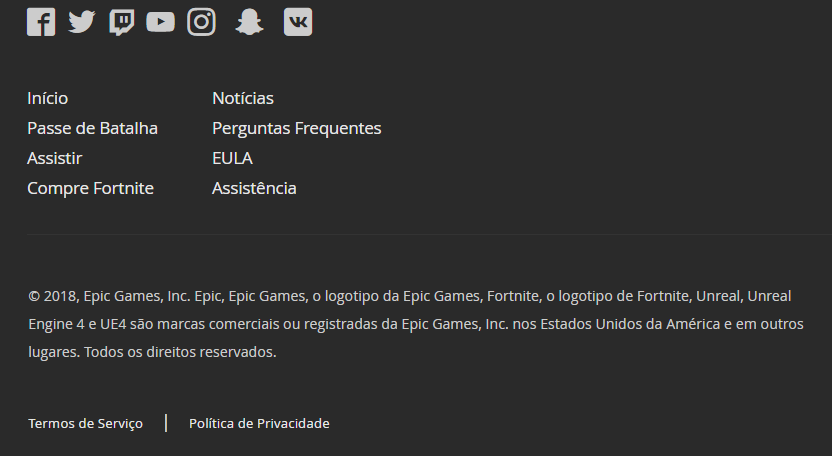 Início
Passe de Batalha
Assistir
Compre Fortnite
Notícias
Perguntas Frequentes
EULA
Assistência
© 2018, Epic Games, Inc. Epic, Epic Games, o logotipo da Epic Games, Fortnite, o logotipo de Fortnite, Unreal, Unreal
Engine 4 e UE4 são marcas comerciais ou registradas da Epic Games, Inc. nos Estados Unidos da América e em outros
lugares. Todos os direitos reservados.
Termos de Serviço | Política de Privacidade